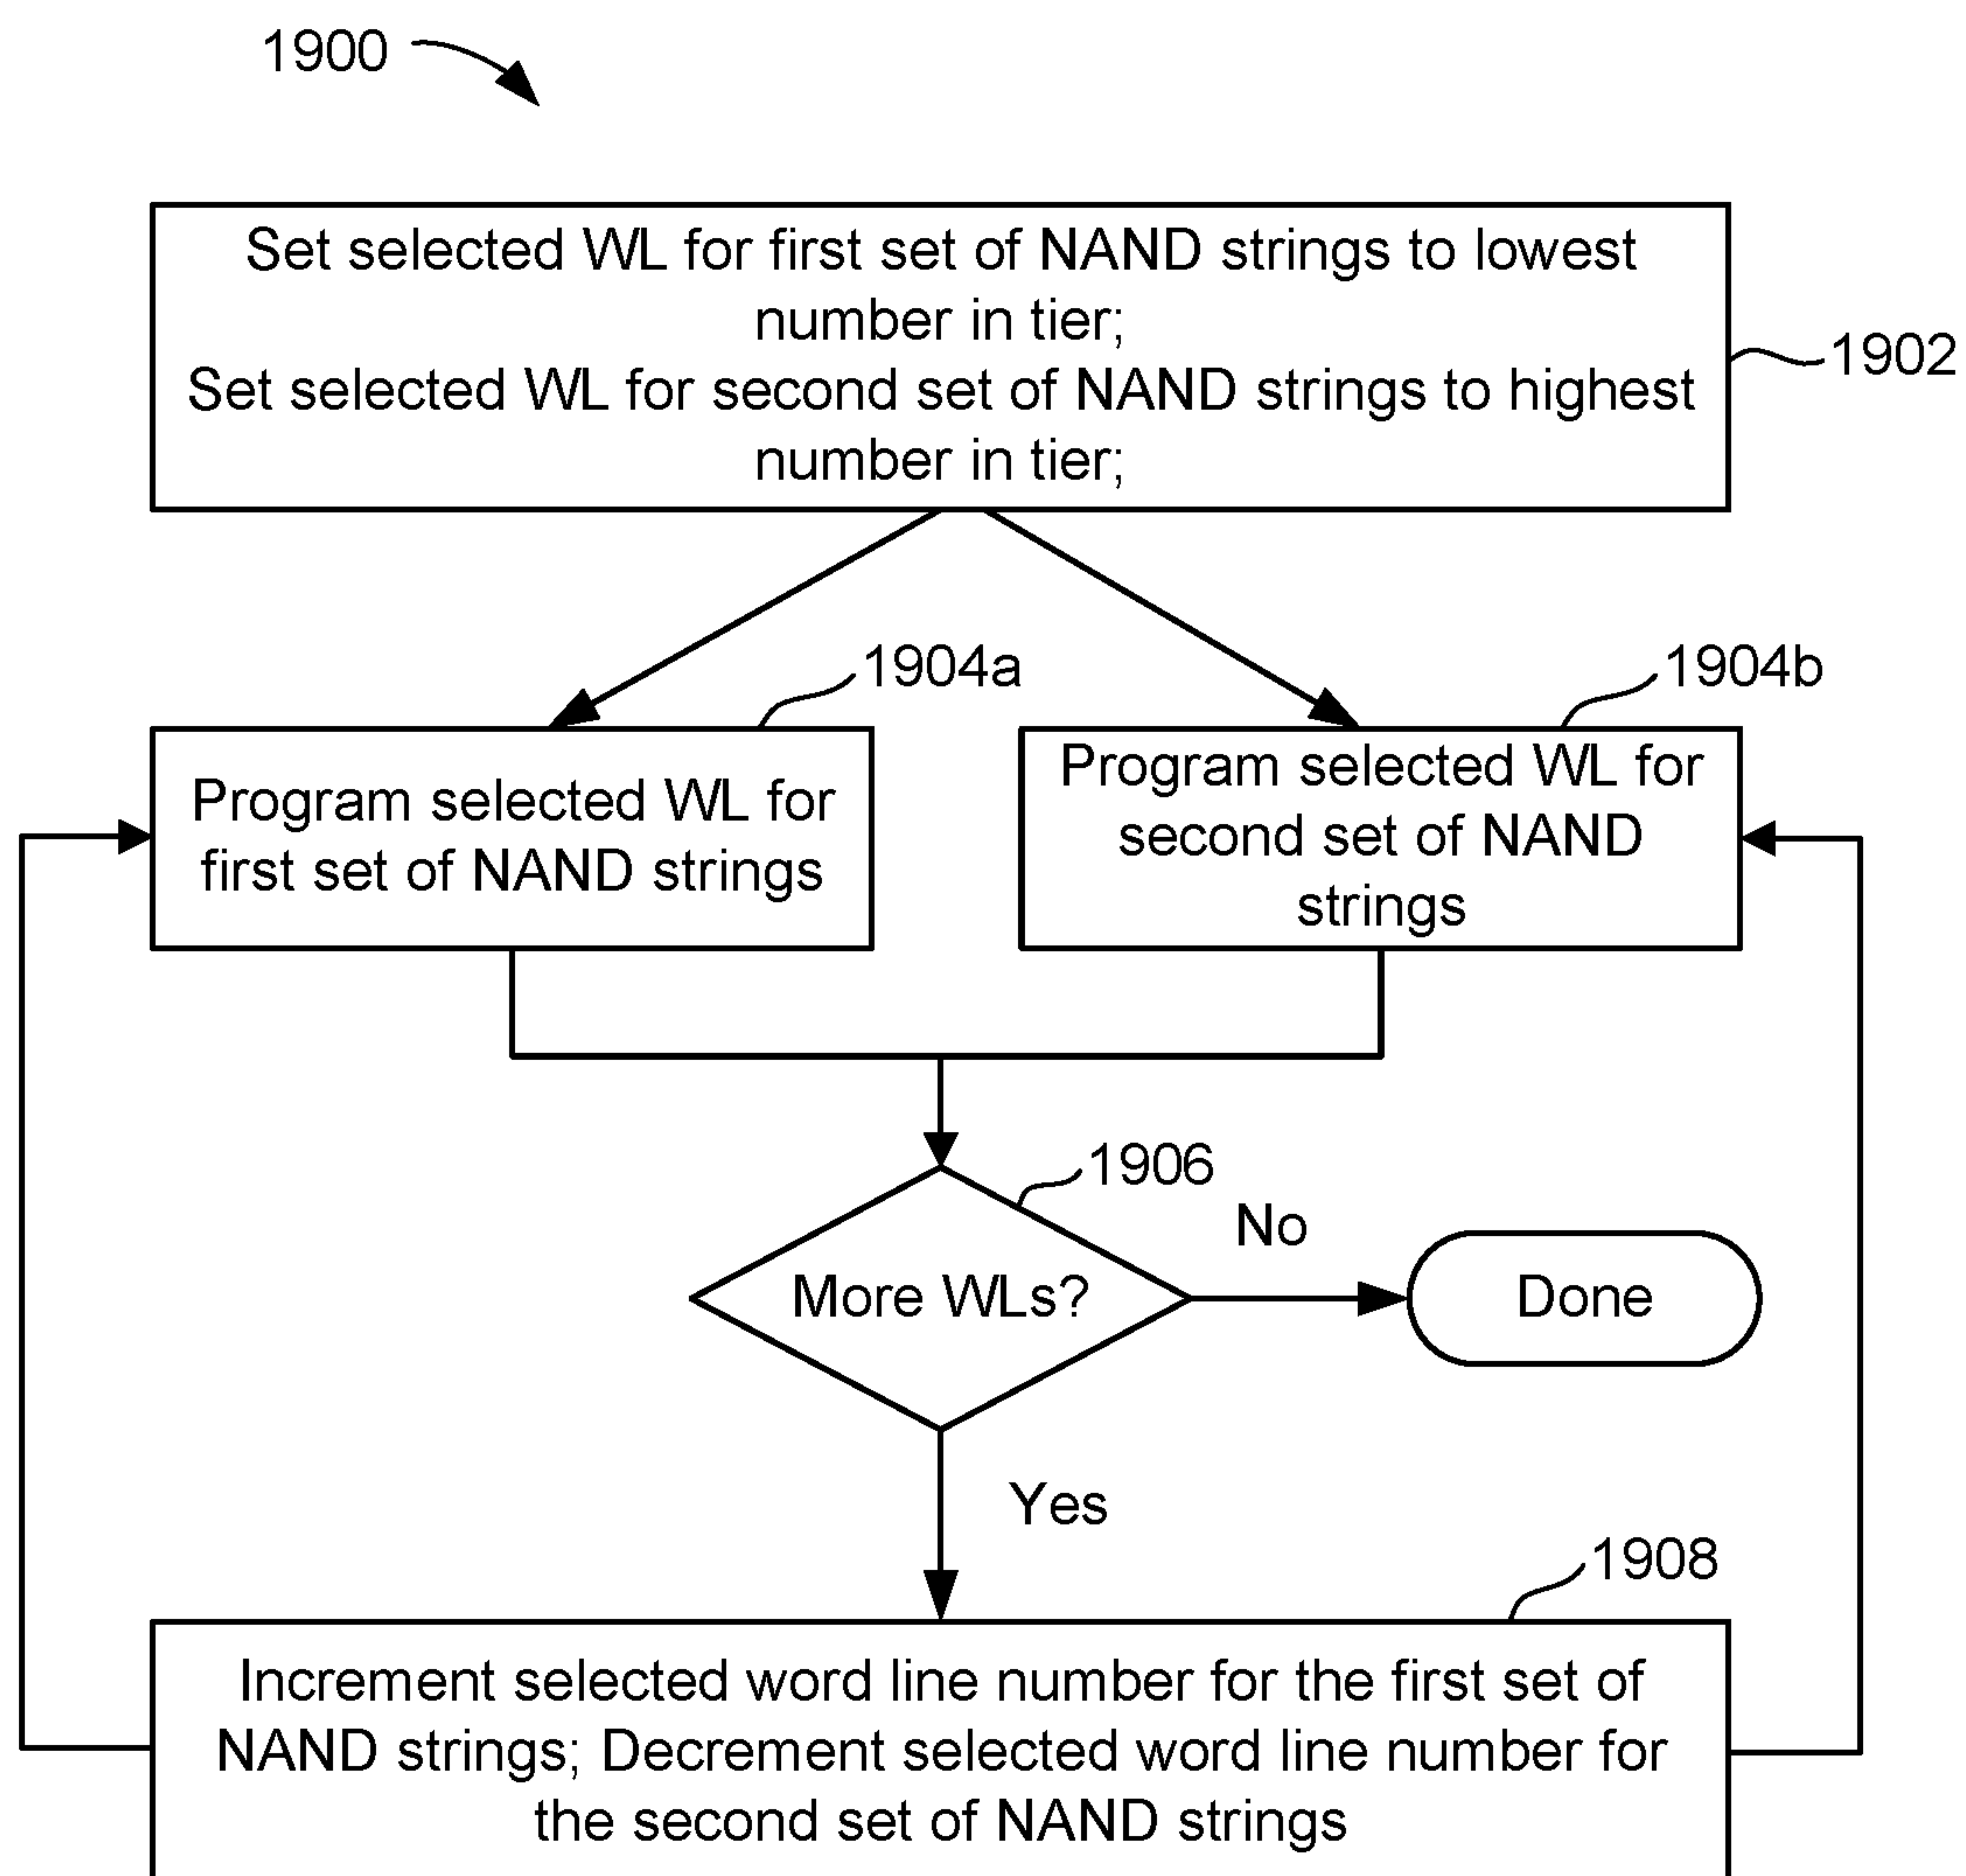 1900
Set selected WL for first set of NAND strings to lowest
number in tier;
Set selected WL for second set of NAND strings to highest
number in tier;
1902
1904a
1904b
Program selected WL for
first set of NAND strings
Program selected WL for
second set of NAND
strings
1906
No
More WLs?
Done
Yes
1908
Increment selected word line number for the first set of
NAND strings; Decrement selected word line number for
the second set of NAND strings